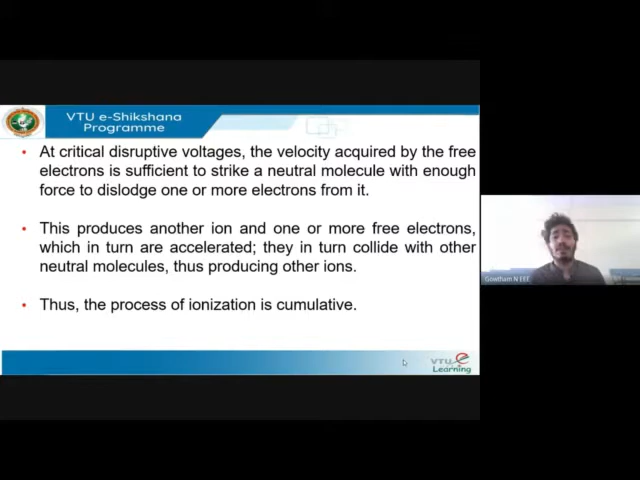 VTU e-Shikshana
Programme
• At critical disruptive voltages, the velocity acquired by the free
electrons is sufficient to strike a neutral molecule with enough
force to dislodge one or more electrons from it.
• This produces another ion and one or more free electrons,
which in turn are accelerated; they in turn collide with other
neutral molecules, thus producing other ions.
• Thus, the process of ionization is cumulative.
VTU e
Learning
Gowtham N EEE